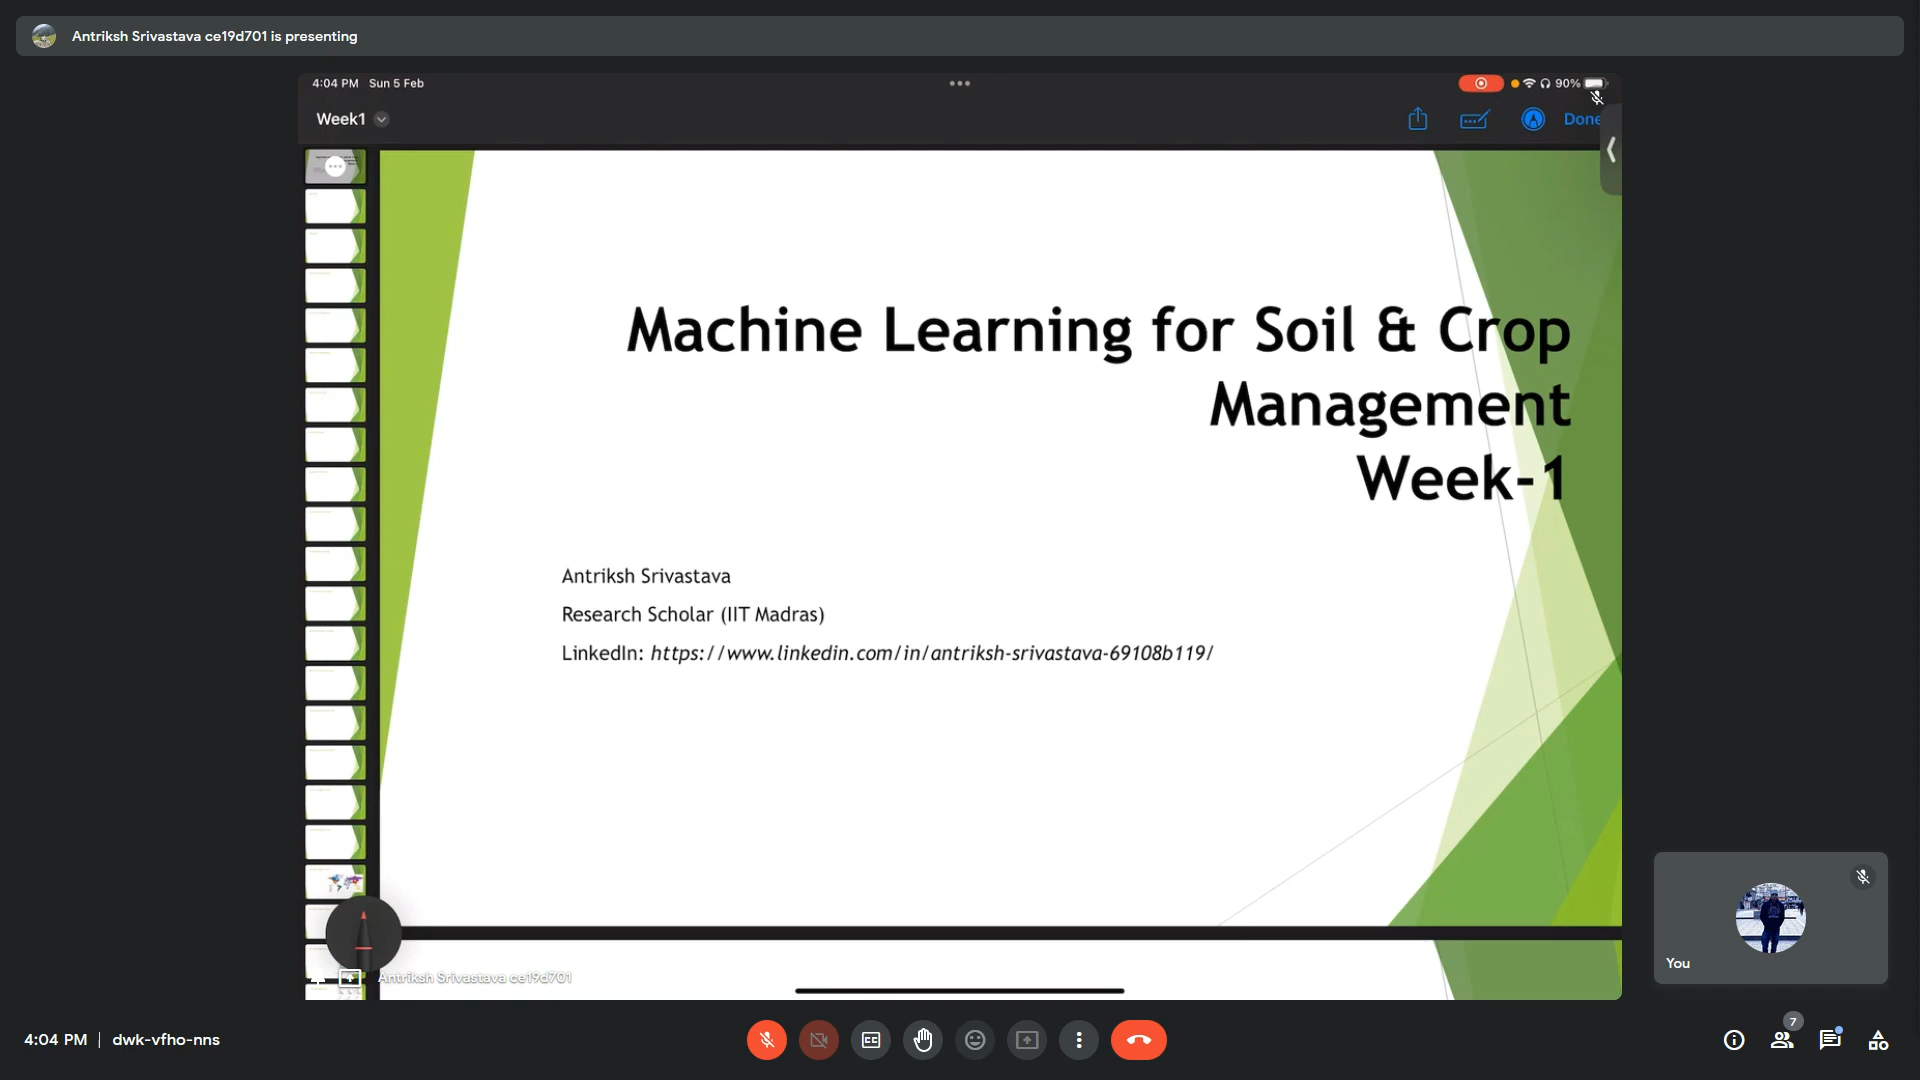 Antriksh Srivastava ce19d701 is presenting
4:04 PM Sun 5 Feb
90%
Week1
Done
Machine Learning for Soil & Crop
Management
Week-1
Antriksh Srivastava
Research Scholar (IIT Madras)
LinkedIn: https://www.linkedin.com/in/antriksh-srivastava-69108b119/
Antriksh Srivastava ce19d701
You
4:04 PM | dwk-vfho-nns
CC
7